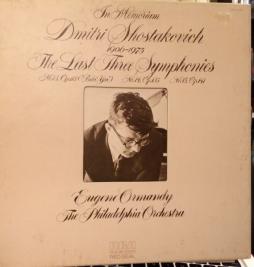 In Memoriam
Dmitri Shostakovich
1906-1975
The Last Three Symphonies
Eugene Ormandy
The Philadelphia Orchestra
RCA